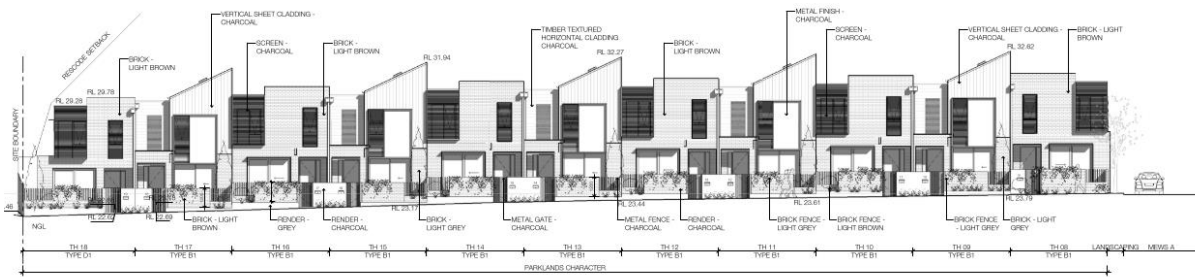 VERTICAL SHEET CLADDING -
CHARCOAL
SCREEN -
CHARCOAL
BRICK -
LIGHT BROWN
TIMBER TEXTURED
HORIZONTAL CLADDING
CHARCOAL
BRICK -
LIGHT BROWN
METAL FINISH -
CHARCOAL
SCREEN -
CHARCOAL
VERTICAL SHEET CLADDING -
CHARCOAL
BRICK - LIGHT
BROWN
RESCODE SETBACK
BRICK -
LIGHT BROWN
RL 29.28
RL 29.78
RL 31.94
RL 32.27
RL 32.82
SITE BOUNDARY
.46
NGL
RL 22.69
RL 23.17
RL 23.44
RL 23.61
RL 23.79
BRICK - LIGHT
BROWN
RENDER -
GREY
RENDER -
CHARCOAL
BRICK -
LIGHT GREY
METAL GATE -
CHARCOAL
METAL FENCE -
CHARCOAL
RENDER -
CHARCOAL
BRICK FENCE -
LIGHT GREY
BRICK FENCE -
LIGHT BROWN
BRICK FENCE
- LIGHT GREY
BRICK - LIGHT
GREY
TH 18
TYPE D1
TH 17
TYPE B1
TH 16
TYPE B1
TH 15
TYPE B1
TH 14
TYPE B1
TH 13
TYPE B1
TH 12
TYPE B1
TH 11
TYPE B1
TH 10
TYPE B1
TH 09
TYPE B1
TH 08
TYPE B1
LANDSCAPING
MEWS A
PARKLANDS CHARACTER